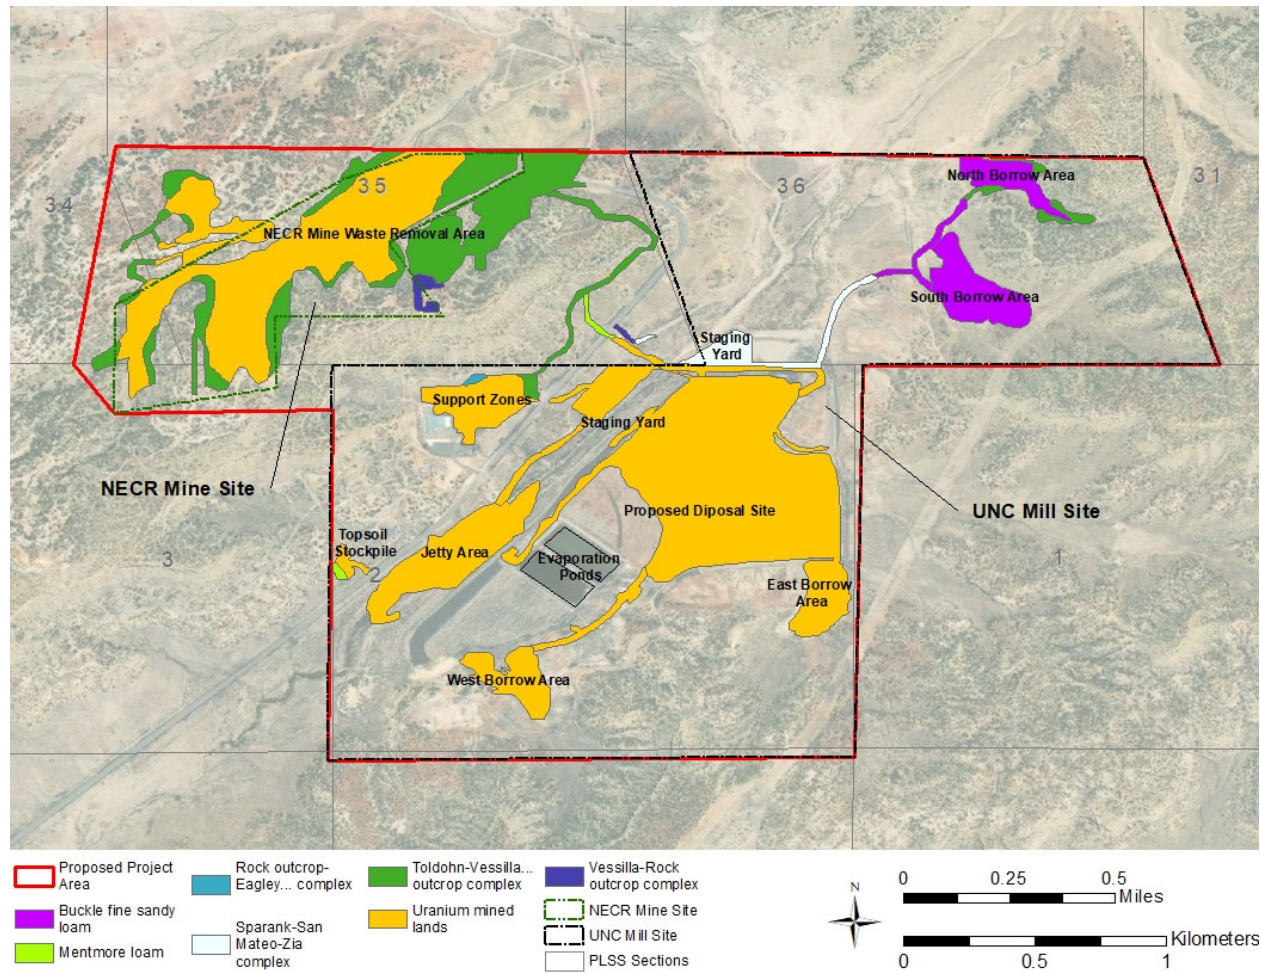 35
36
31
34
North Borrow Area
NECR Mine Waste Removal Area
South Borrow Area
Staging
Yard
Support Zones
Staging Yard
NECR Mine Site
Proposed Diposal Site
UNC Mill Site
Topsoil
Stockpile
Jetty Area
Evaporation
Ponds
3
2
1
East Borrow
Area
West Borrow Area
Proposed Project
Area
Buckle fine sandy
loam
Mentmore loam
Rock outcrop-
Eagley... complex
Sparank-San
Mateo-Zia
complex
Toldohn-Vessilla...
outcrop complex
Uranium mined
lands
Vessilla-Rock
outcrop complex
NECR Mine Site
UNC Mill Site
PLSS Sections
N
0 0.25 0.5
Miles
Kilometers
0 0.5 1